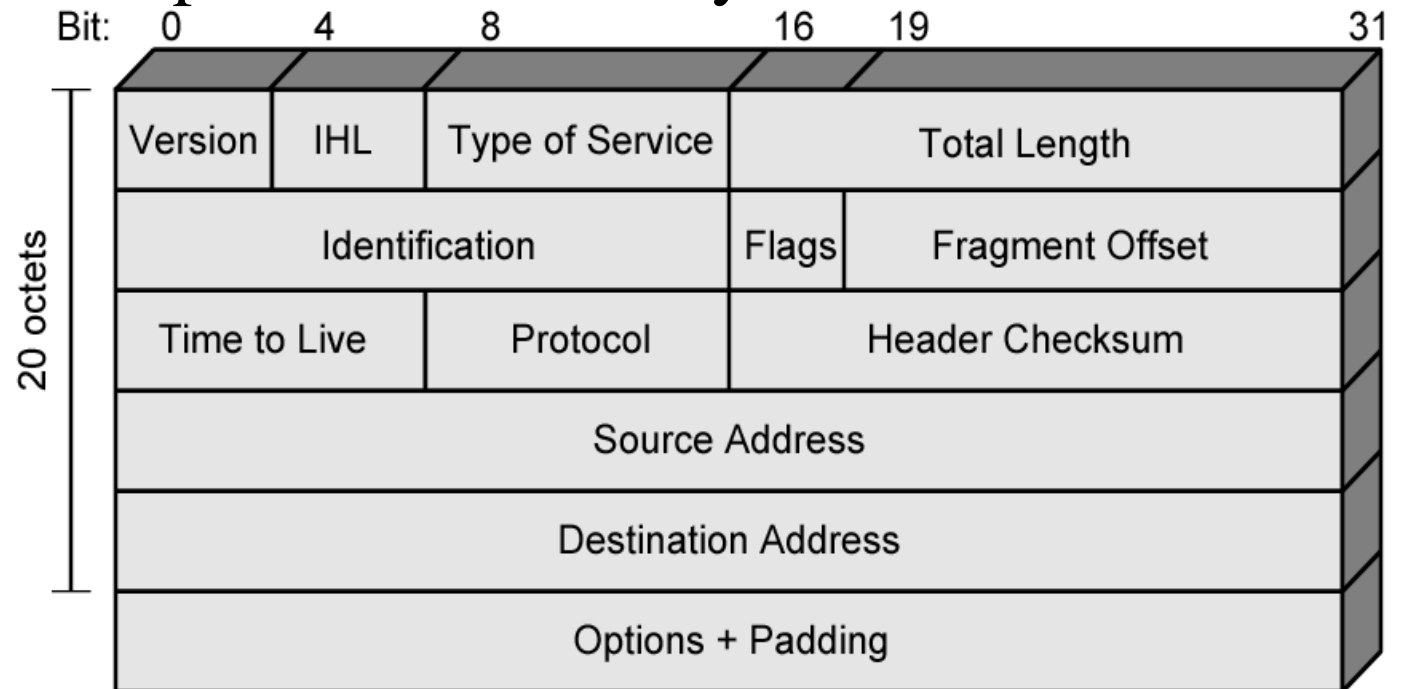 Bit: 0 4 8 16 19 31
Version IHL Type of Service Total Length
Identification Flags Fragment Offset
Time to Live Protocol Header Checksum
Source Address
Destination Address
Options + Padding
20 octets